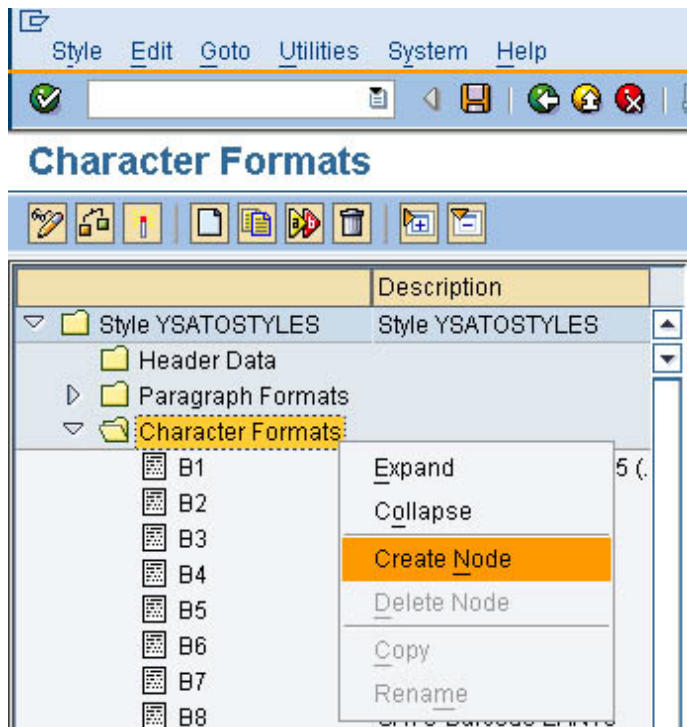 Style Edit Goto Utilities System Help
Character Formats
Description
Style YSATOSTYLES Style YSATOSTYLES
Header Data
Paragraph Formats
Character Formats
B1 5 (.
B2
B3
B4
B5
B6
B7
B8
Expand
Collapse
Create Node
Delete Node
Copy
Rename